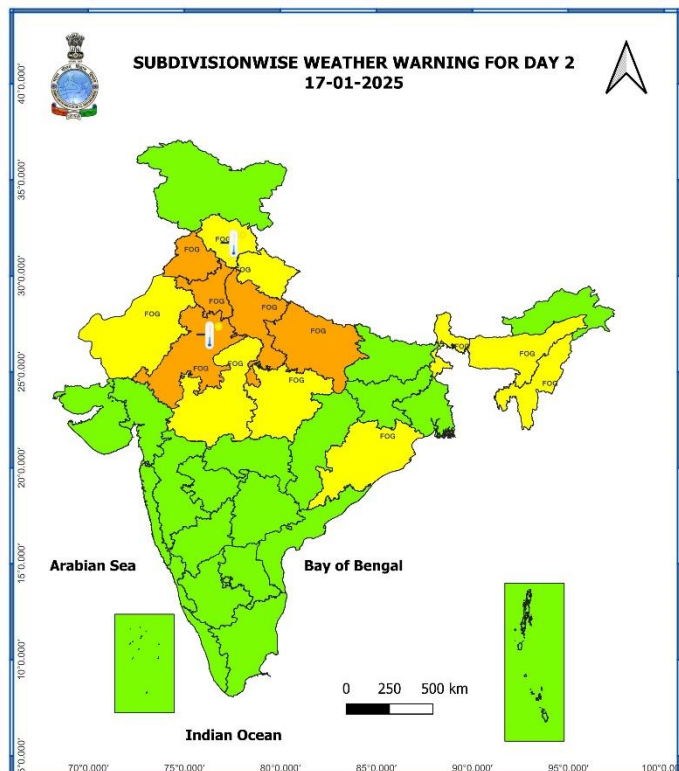 SUBDIVISIONWISE WEATHER WARNING FOR DAY 2
17-01-2025
40°0.000'
35°0.000'
30°0.000'
25°0.000'
20°0.000'
15°0.000'
10°0.000'
5°0.000'
FOG
FOG
FOG
FOG
FOG
FOG
FOG
FOG
FOG
FOG
FOG
FOG
FOG
FOG
Arabian Sea
Bay of Bengal
0 250 500 km
Indian Ocean
70°0.000' 75°0.000' 80°0.000' 85°0.000' 90°0.000' 95°0.000' 100°0.00